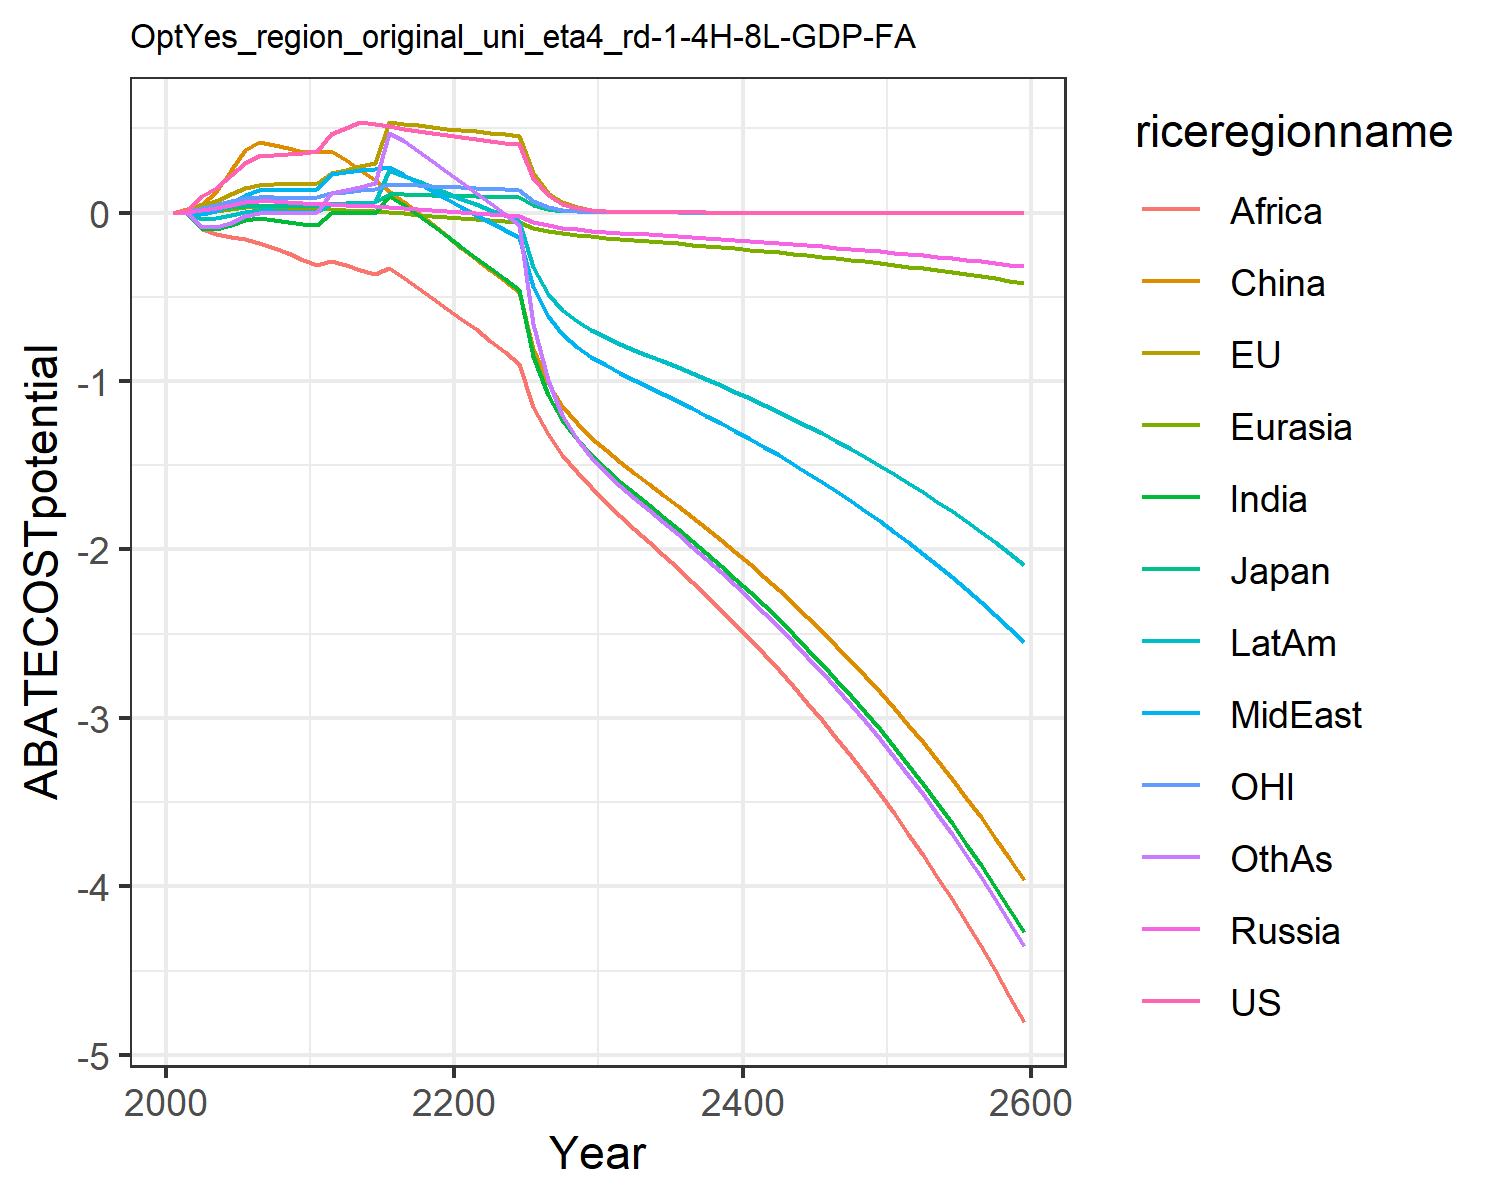 OptYes_region_original_uni_eta4_rd-1-4H-8L-GDP-FA
0
-1
-2
-3
-4
-5
ABATECOSTpotential
2000 2200 2400 2600
Year
riceregionname
Africa
China
EU
Eurasia
India
Japan
LatAm
MidEast
OHI
OthAs
Russia
US